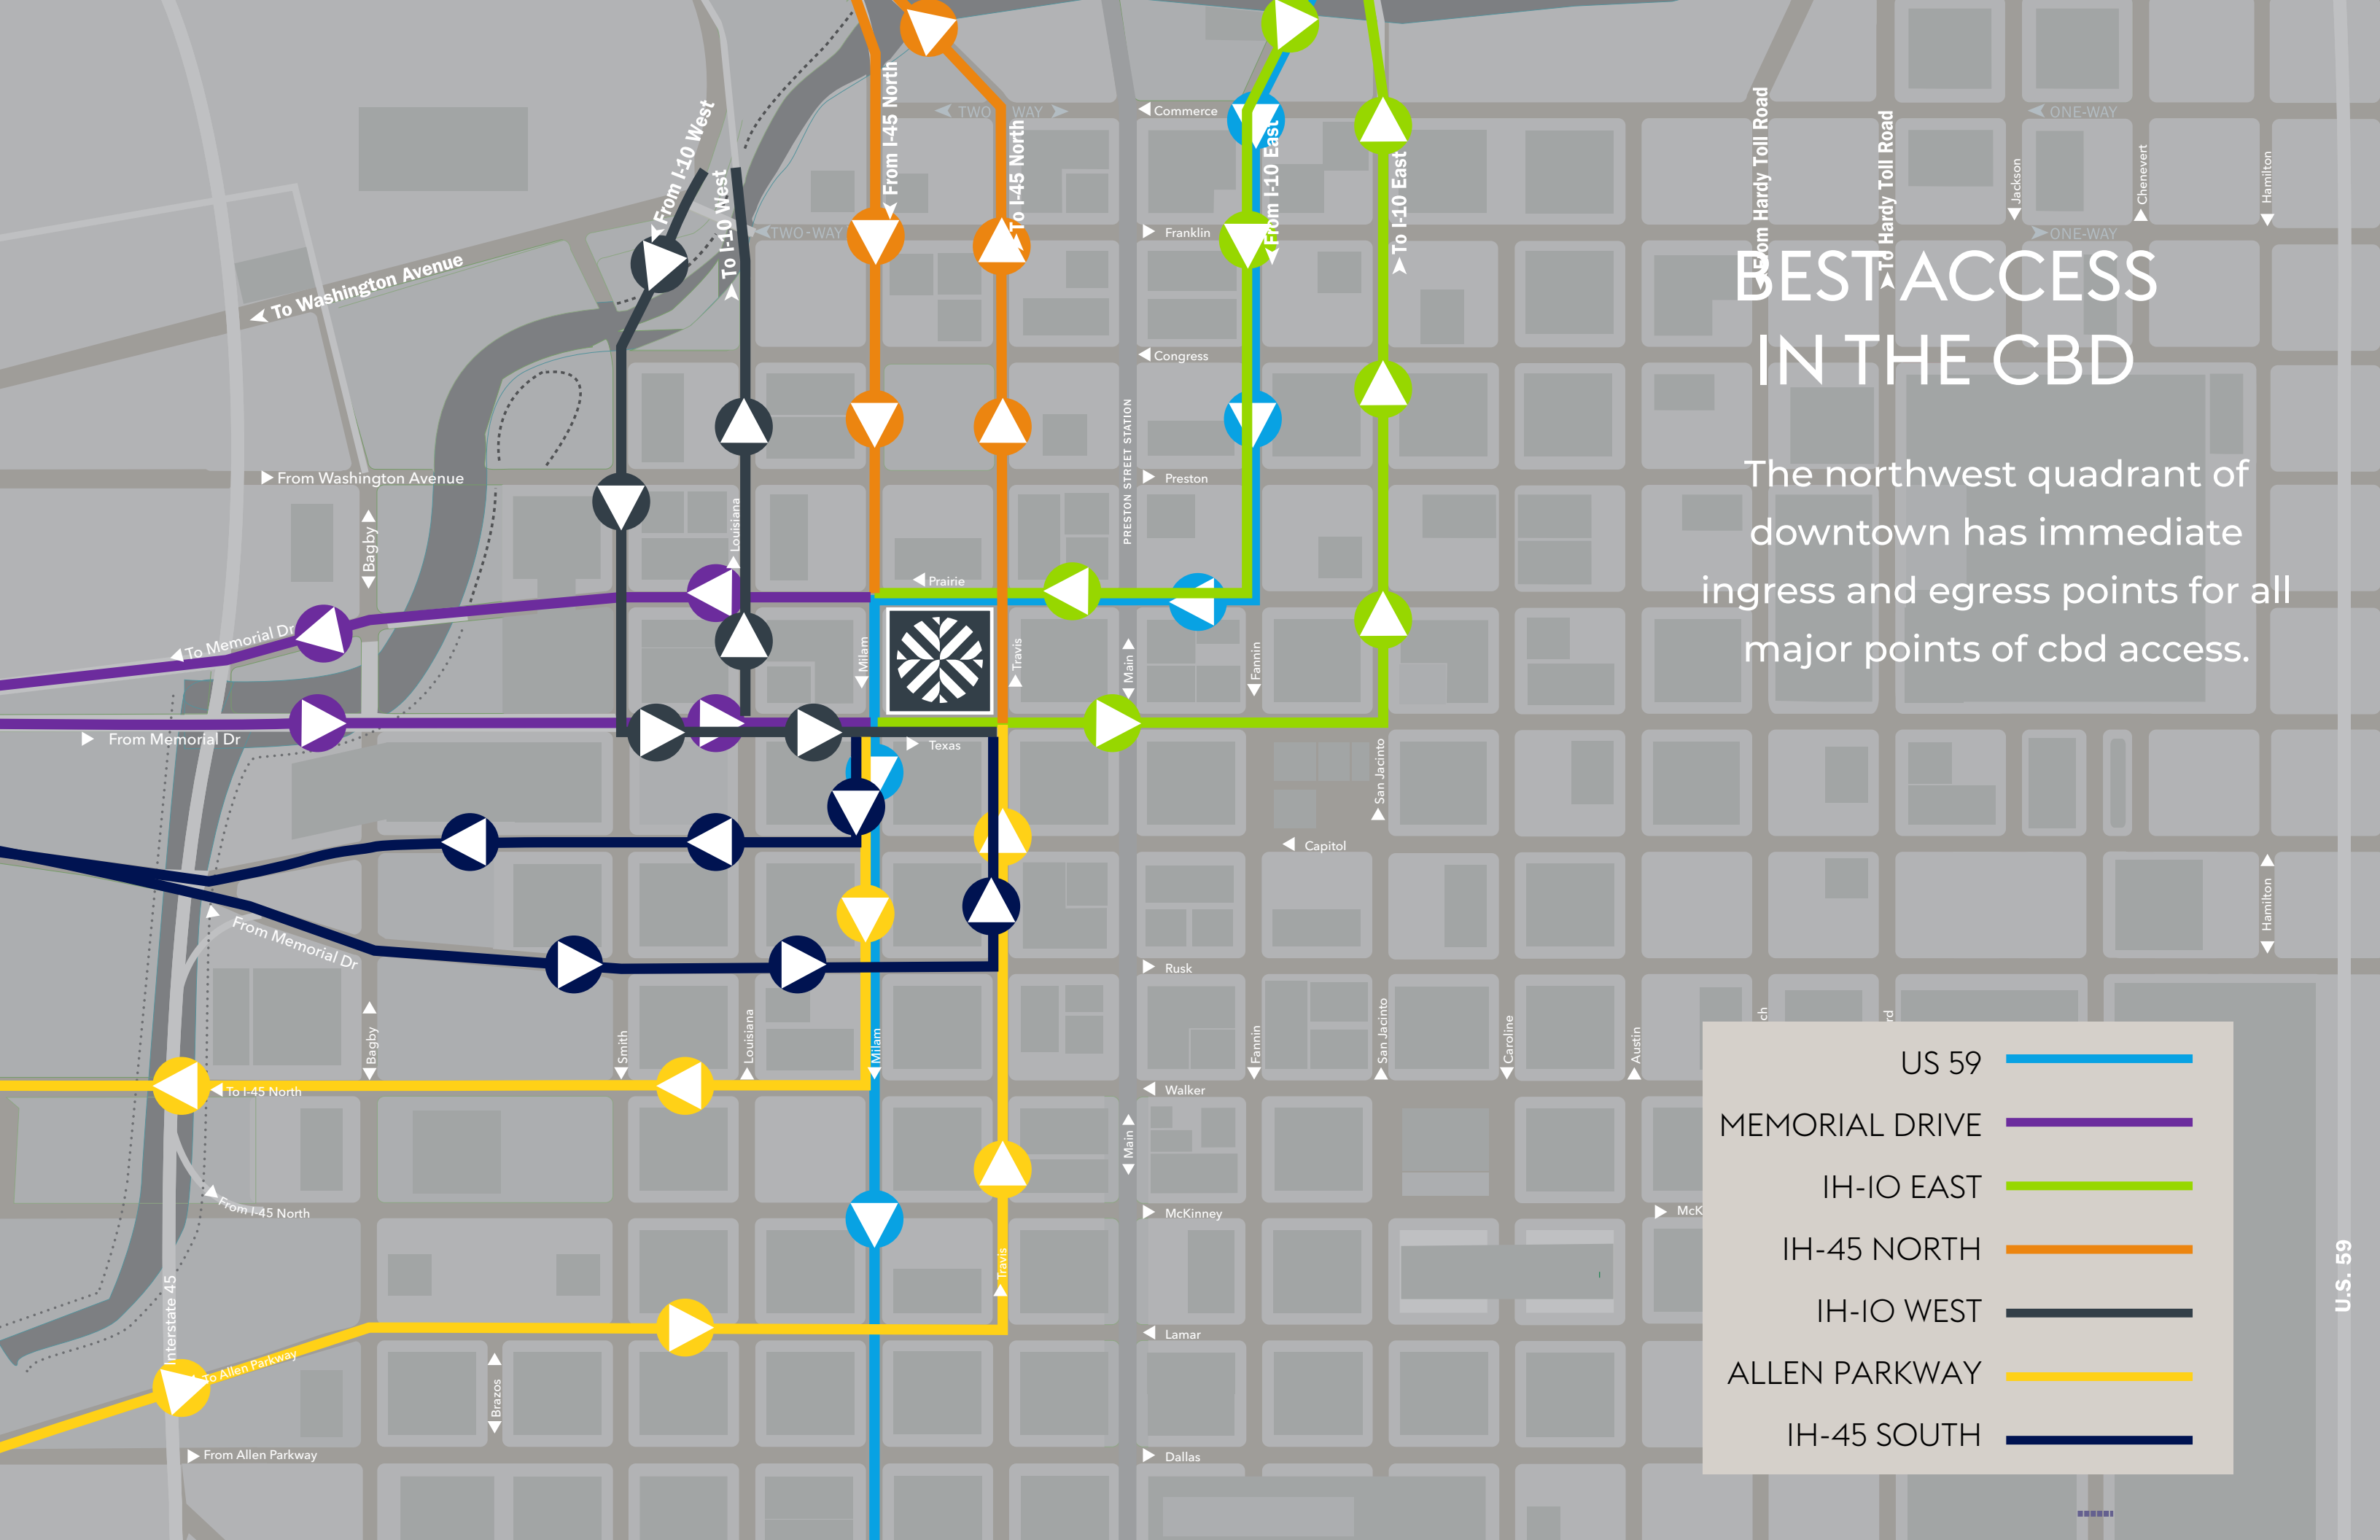 From I-10 West
To I-10 West
From I-45 North
To I-45 North
TWO WAY
Commerce
From I-10 East
To I-10 East
From Hardy Toll Road
To Hardy Toll Road
ONE-WAY
Jackson
Chenevert
Hamilton
To Washington Avenue
TWO-WAY
Franklin
ONE-WAY
BEST ACCESS
IN THE CBD
Congress
PRESTON STREET STATION
From Washington Avenue
Preston
The northwest quadrant of
downtown has immediate
ingress and egress points for all
major points of cbd access.
Bagby
Louisiana
Prairie
To Memorial Dr
Milam
Travis
Main
Fannin
From Memorial Dr
Texas
San Jacinto
Capitol
Hamilton
From Memorial Dr
Rusk
Bagby
Smith
Louisiana
Milam
Fannin
San Jacinto
Caroline
Austin
ch
rd
To I-45 North
Walker
Main
From I-45 North
McKinney
McK
Travis
Interstate 45
Lamar
To Allen Parkway
Brazos
From Allen Parkway
Dallas
US 59
MEMORIAL DRIVE
IH-10 EAST
IH-45 NORTH
IH-10 WEST
ALLEN PARKWAY
IH-45 SOUTH
U.S. 59